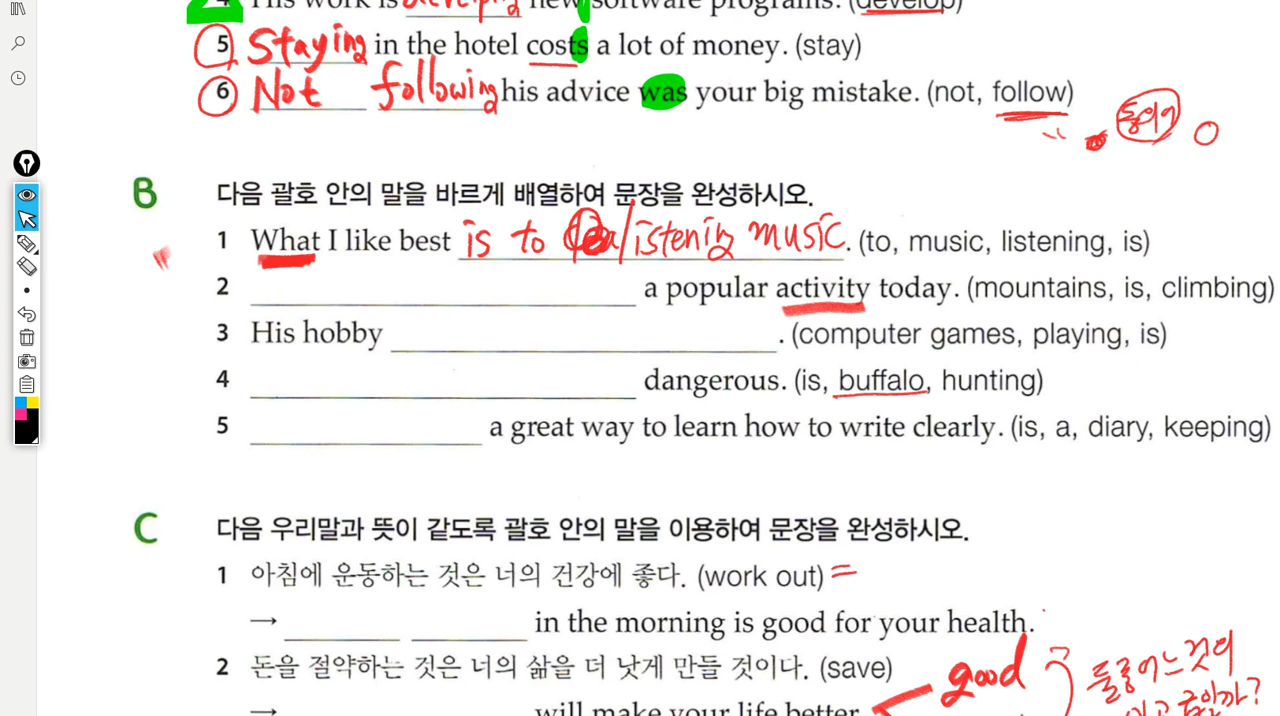 4 His work is developing new software programs. (develop)
5 Staying in the hotel costs a lot of money. (stay)
6 Not following his advice was your big mistake. (not, follow)
동명사
B 다음 괄호 안의 말을 바르게 배열하여 문장을 완성하시오.
1 What I like best is to listening music. (to, music, listening, is)
2 a popular activity today. (mountains, is, climbing)
3 His hobby . (computer games, playing, is)
4 dangerous. (is, buffalo, hunting)
5 a great way to learn how to write clearly. (is, a, diary, keeping)
C 다음 우리말과 뜻이 같도록 괄호 안의 말을 이용하여 문장을 완성하시오.
1 아침에 운동하는 것은 너의 건강에 좋다. (work out) =
→ in the morning is good for your health.
2 돈을 절약하는 것은 너의 삶을 더 낫게 만들 것이다. (save)
good 둘중 어느것이
→ will make your life better